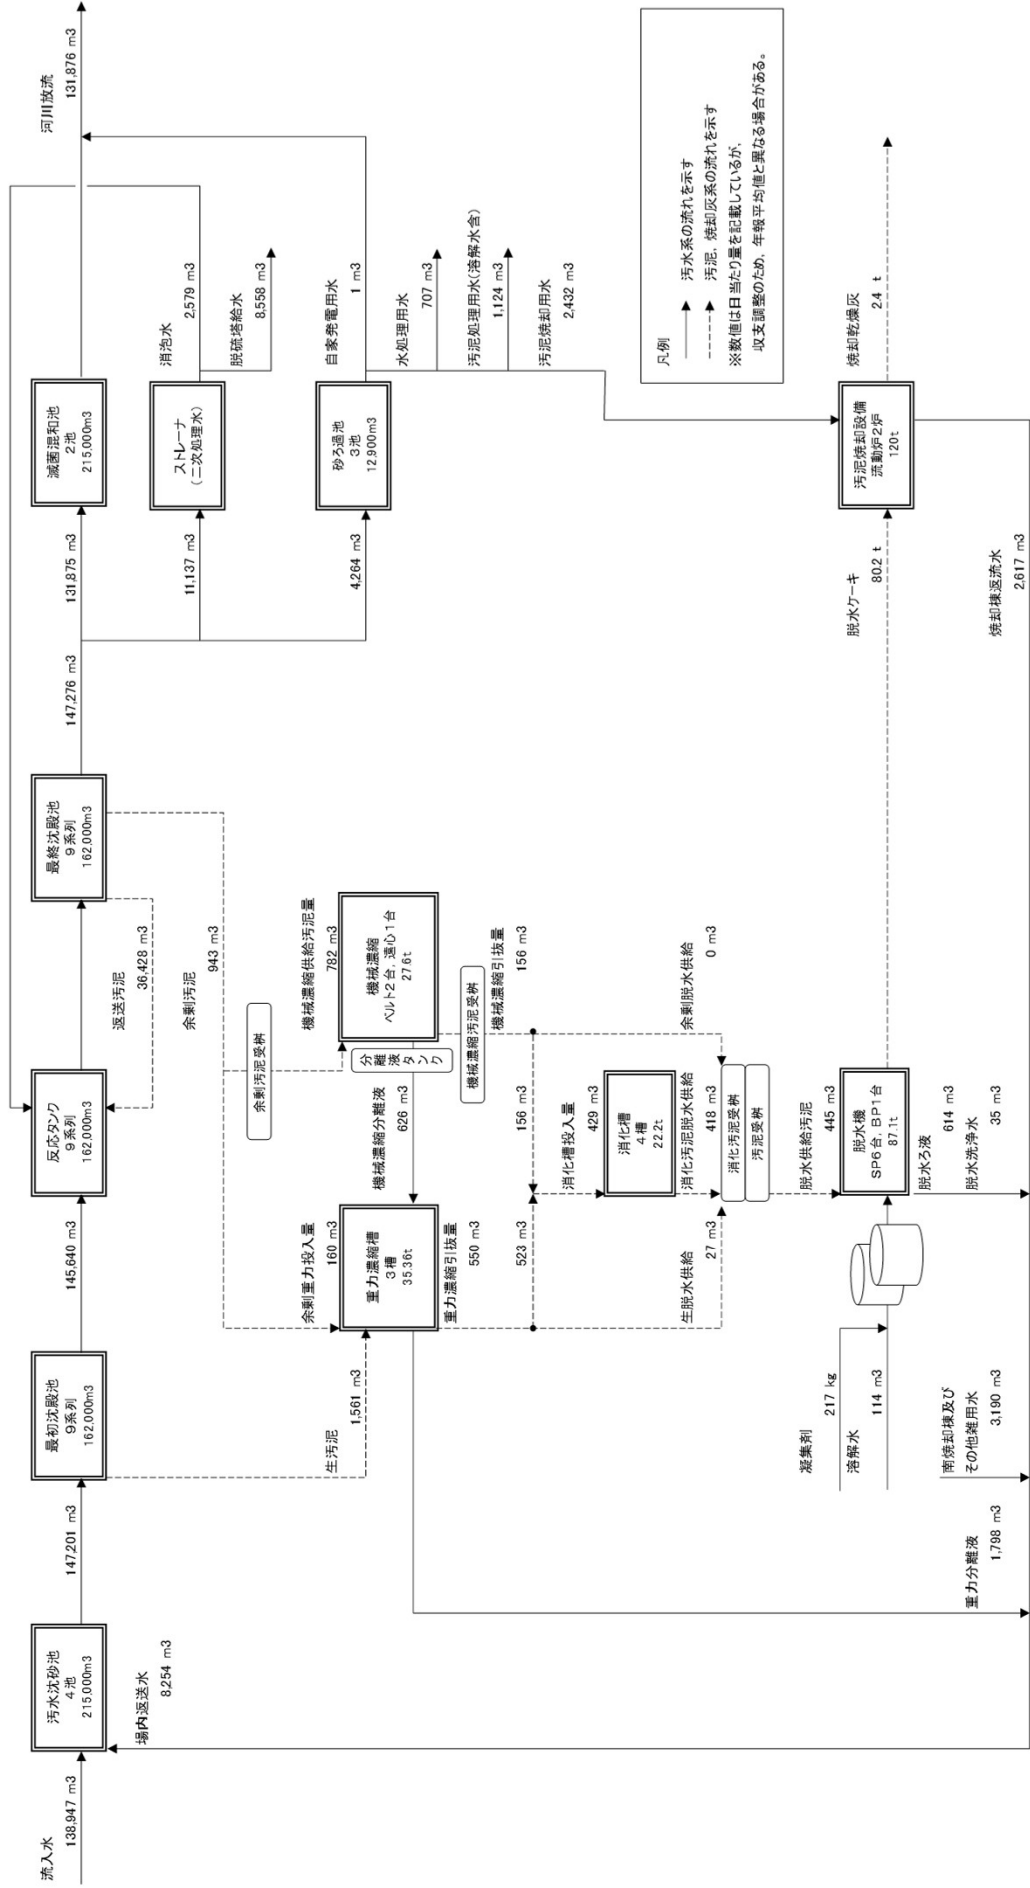 流入水
138,947 m3
汚水沈砂池
4池
215,000m3
場内返送水
8,254 m3
147,201 m3
最初沈殿池
9系列
162,000m3
生汚泥
1,561 m3
145,640 m3
反応タンク
9系列
162,000m3
返送汚泥
36,428 m3
余剰汚泥
943 m3
最終沈殿池
9系列
162,000m3
147,276 m3
131,875 m3
11,137 m3
4,264 m3
滅菌混和池
2池
215,000m3
ストレーナ
(二次処理水)
砂ろ過池
3池
12,900m3
河川放流
131,876 m3
消泡水
2,579 m3
脱硫塔給水
8,558 m3
自家発電用水
1 m3
水処理用水
707 m3
汚泥処理用水(溶解水含)
1,124 m3
汚泥焼却用水
2,432 m3
余剰汚泥受桝
余剰重力投入量
160 m3
重力濃縮槽
3槽
35.36t
重力濃縮引抜量
550 m3
機械濃縮供給汚泥量
782 m3
機械濃縮
ベルト2台, 遠心1台
27.6t
分離液タンク
機械濃縮分離液
626 m3
機械濃縮汚泥受桝
機械濃縮引抜量
156 m3
523 m3
156 m3
消化槽投入量
429 m3
消化槽
4槽
22.2t
消化汚泥脱水供給
418 m3
生脱水供給
27 m3
余剰脱水供給
0 m3
消化汚泥受桝
汚泥受桝
脱水供給汚泥
445 m3
脱水機
SP6台, BP1台
87.1t
脱水ろ液
614 m3
脱水洗浄水
35 m3
凝集剤
217 kg
溶解水
114 m3
南焼却棟及び
その他雑用水
3,190 m3
重力分離液
1,798 m3
脱水ケーキ
80.2 t
汚泥焼却設備
流動炉2炉
120t
焼却乾燥灰
2.4 t
焼却棟返流水
2,617 m3
凡例
汚水系の流れを示す
汚泥, 焼却灰系の流れを示す
※数値は日当たり量を記載しているが,
収支調整のため, 年報平均値と異なる場合がある。